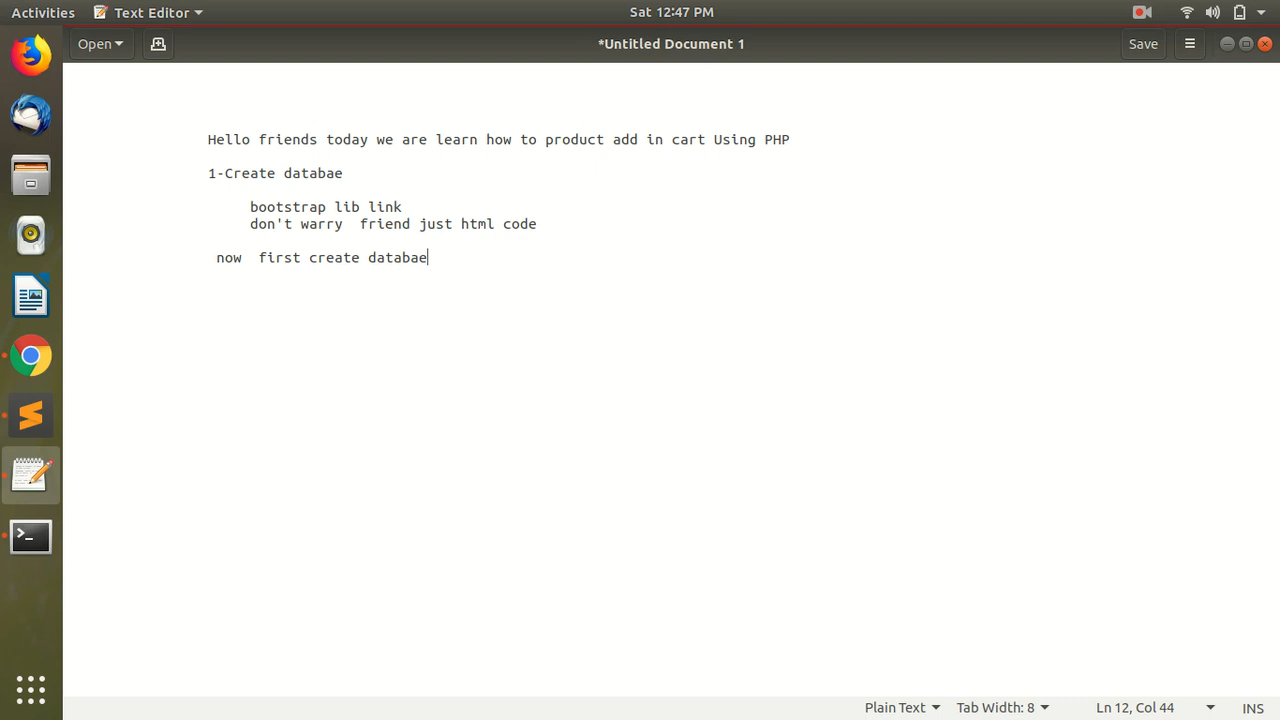 Activities Text Editor Sat 12:47 PM
Open *Untitled Document 1 Save
Hello friends today we are learn how to product add in cart Using PHP
1-Create databae
bootstrap lib link
don't warry  friend just html code
now  first create databae
Plain Text Tab Width: 8 Ln 12, Col 44 INS